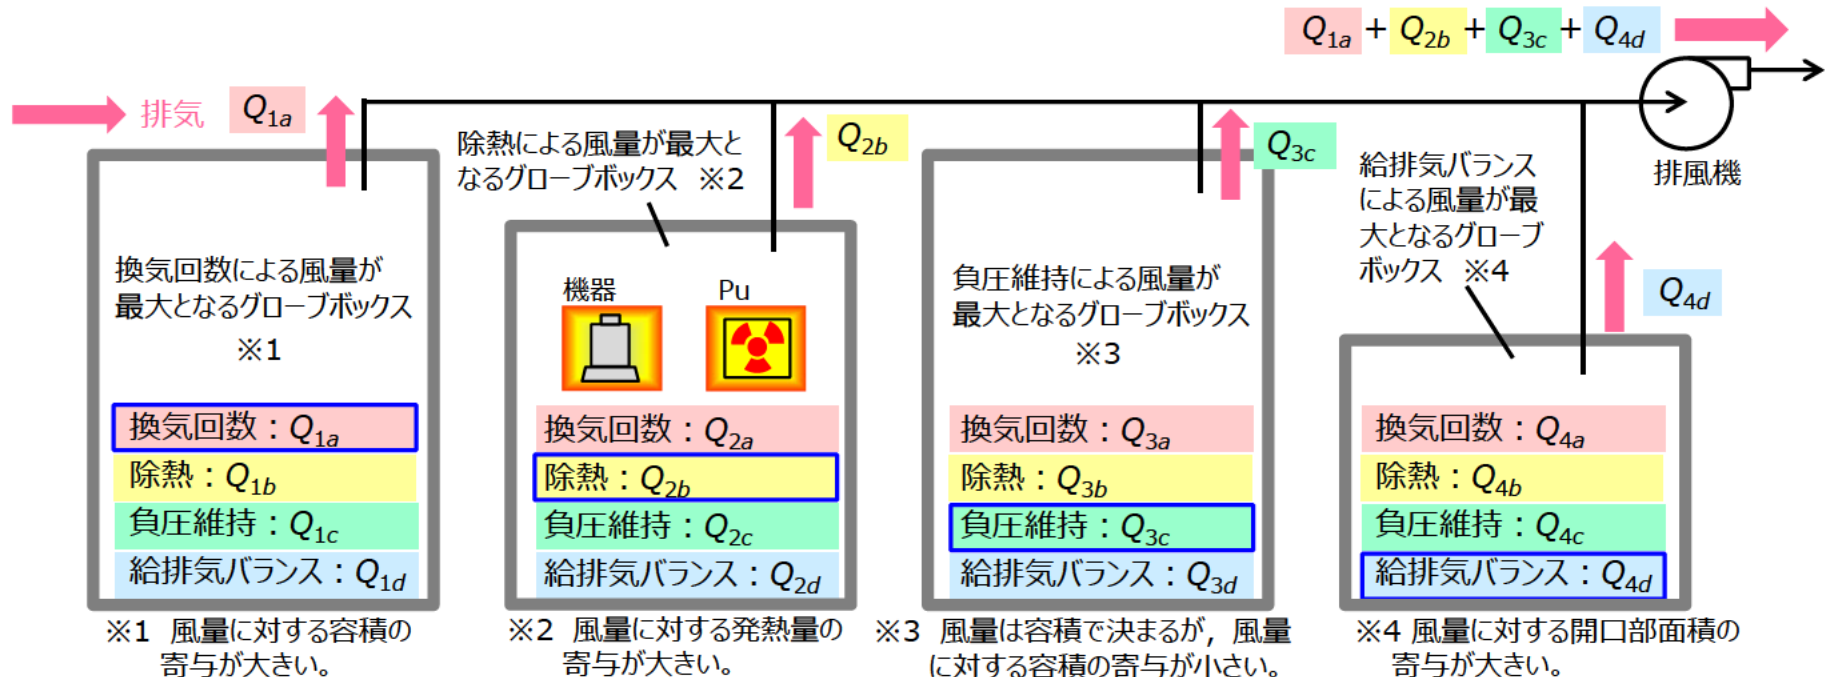 Q1a + Q2b + Q3c + Q4d
排気 Q1a
換気回数による風量が
最大となるグローブボックス
※1
換気回数：Q1a
除熱：Q1b
負圧維持：Q1c
給排気バランス：Q1d
※1 風量に対する容積の
寄与が大きい。
除熱による風量が最大と
なるグローブボックス ※2
Q2b
機器
Pu
換気回数：Q2a
除熱：Q2b
負圧維持：Q2c
給排気バランス：Q2d
※2 風量に対する発熱量の
寄与が大きい。
Q3c
負圧維持による風量が
最大となるグローブボックス
※3
換気回数：Q3a
除熱：Q3b
負圧維持：Q3c
給排気バランス：Q3d
※3 風量は容積で決まるが，風量
に対する容積の寄与が小さい。
排風機
給排気バランス
による風量が最
大となるグローブ
ボックス ※4
Q4d
換気回数：Q4a
除熱：Q4b
負圧維持：Q4c
給排気バランス：Q4d
※4 風量に対する開口部面積の
寄与が大きい。